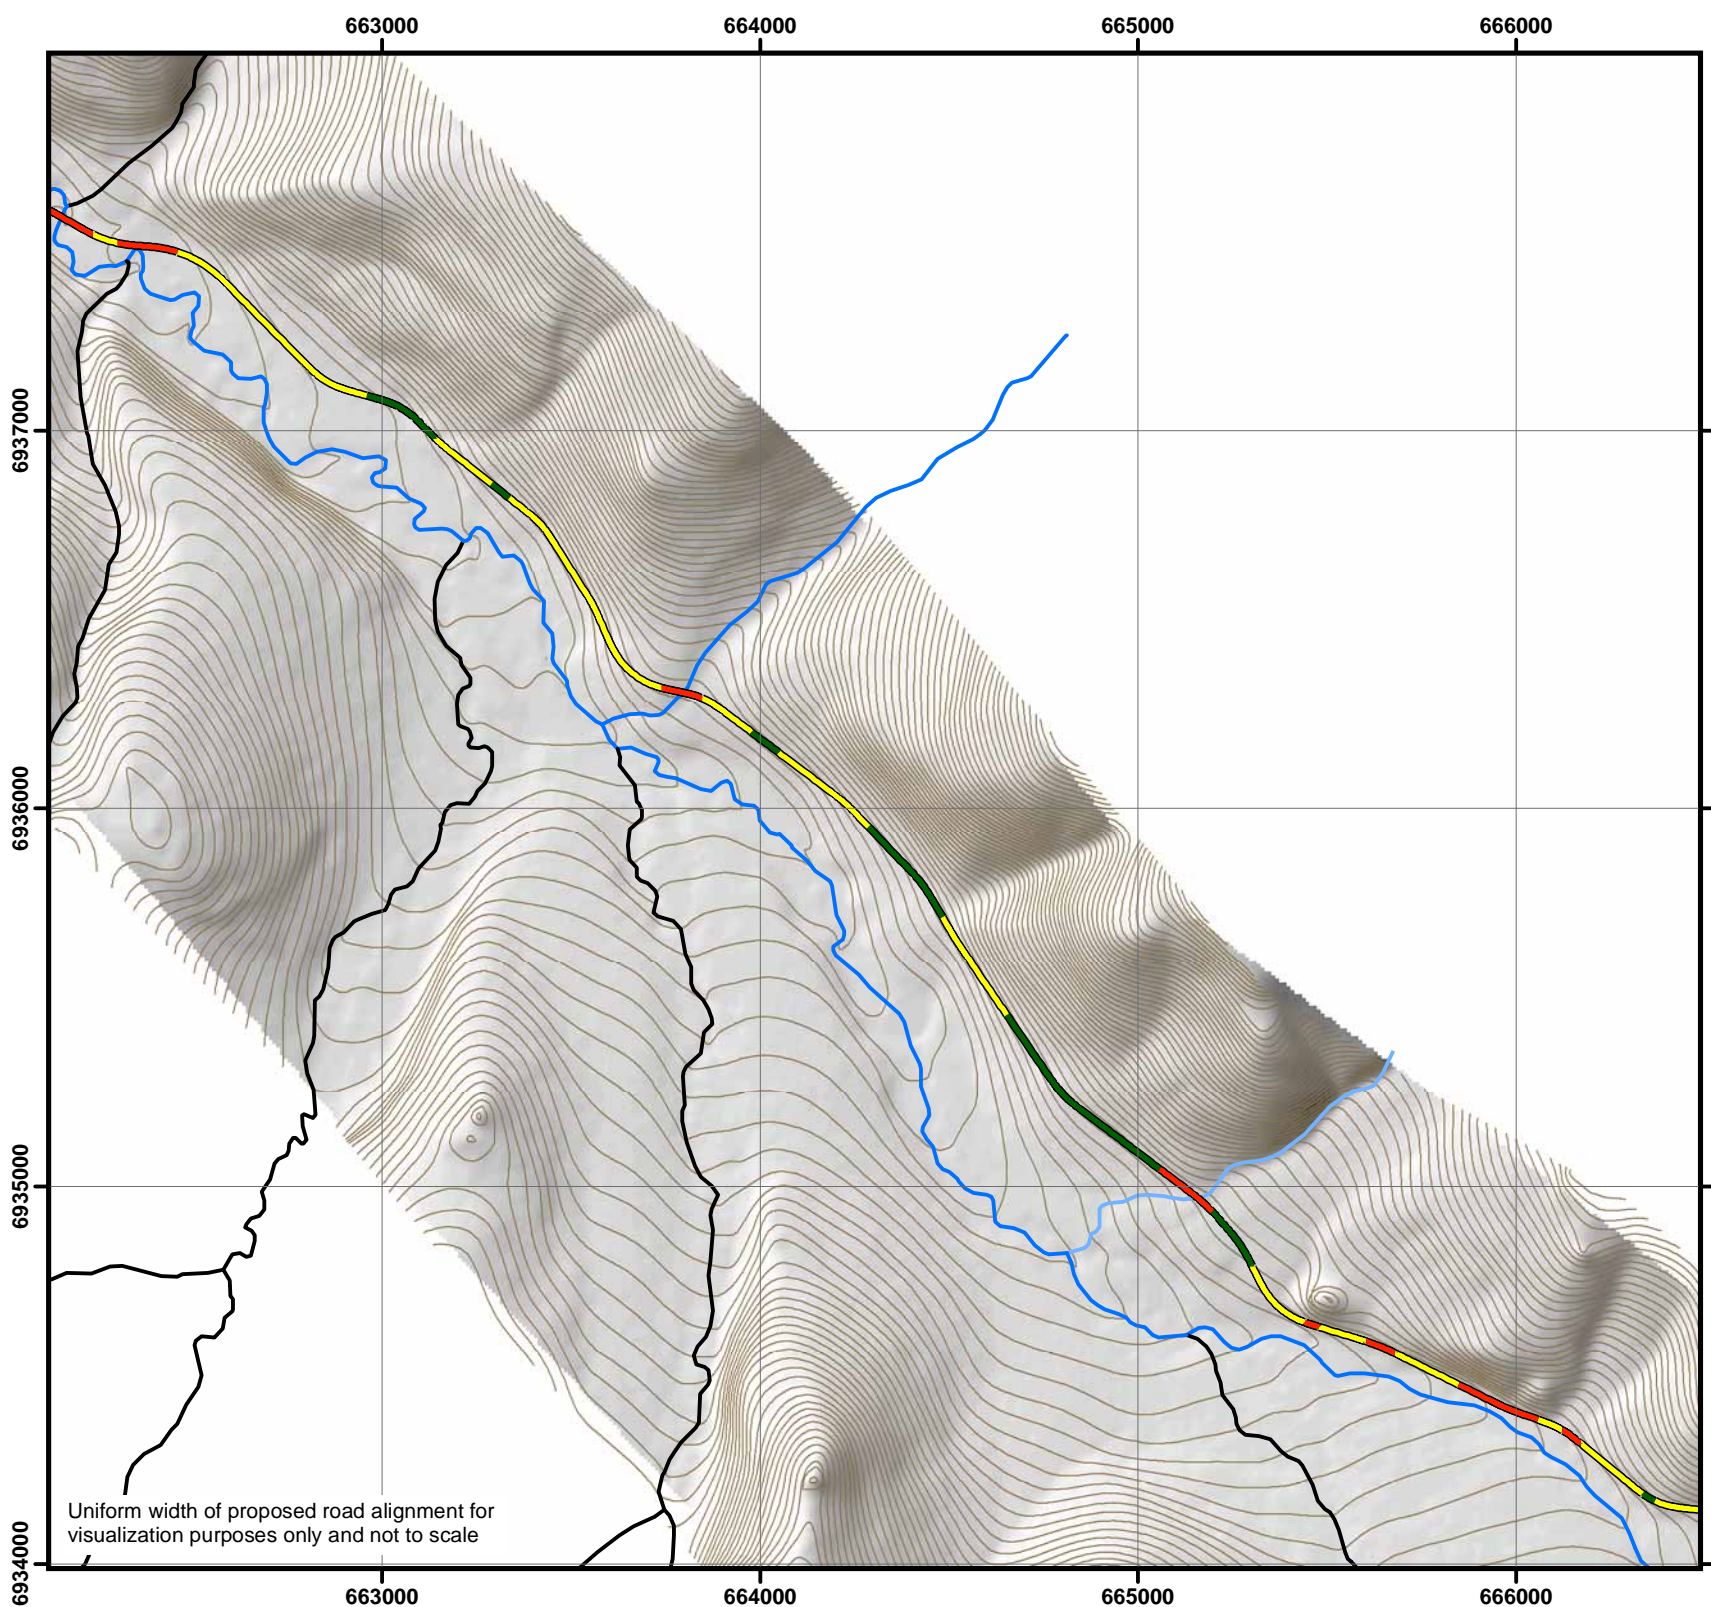 663000 664000 665000 666000
6937000
6936000
6935000
6934000
Uniform width of proposed road alignment for
visualization purposes only and not to scale
663000 664000 665000 666000